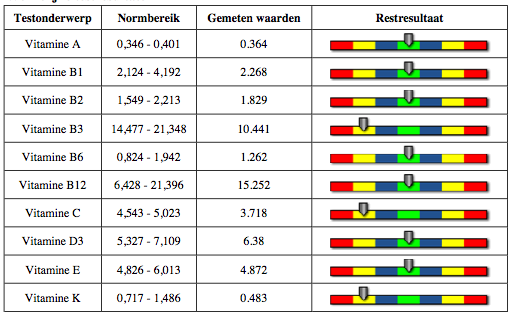 Testonderwerp Normbereik Gemeten waarden Restresultaat
Vitamine A 0,346 - 0,401 0.364
Vitamine B1 2,124 - 4,192 2.268
Vitamine B2 1,549 - 2,213 1.829
Vitamine B3 14,477 - 21,348 10.441
Vitamine B6 0,824 - 1,942 1.262
Vitamine B12 6,428 - 21,396 15.252
Vitamine C 4,543 - 5,023 3.718
Vitamine D3 5,327 - 7,109 6.38
Vitamine E 4,826 - 6,013 4.872
Vitamine K 0,717 - 1,486 0.483